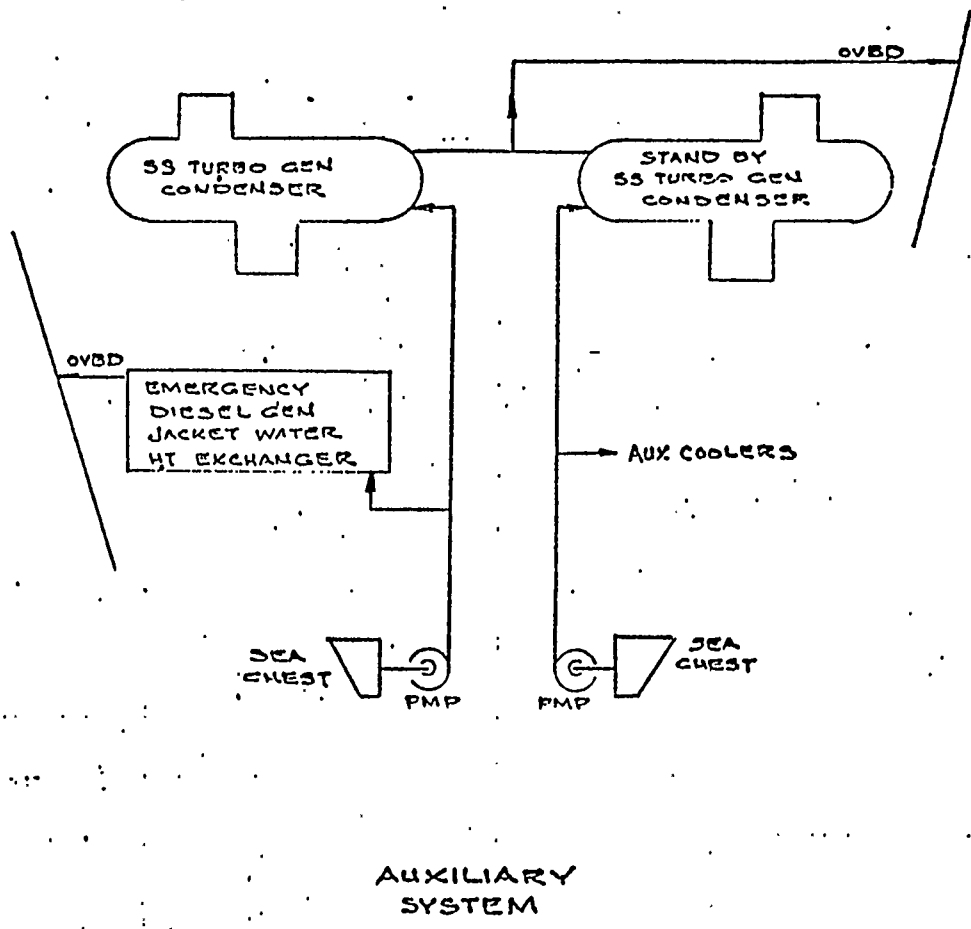 OVBD
SS TURBO GEN
CONDENSER
STAND BY
SS TURBO GEN
CONDENSER
OVBD
EMERGENCY
DIESEL GEN
JACKET WATER
HT EXCHANGER
AUX. COOLERS
SEA
CHEST
PMP
PMP
SEA
CHEST
AUXILIARY
SYSTEM